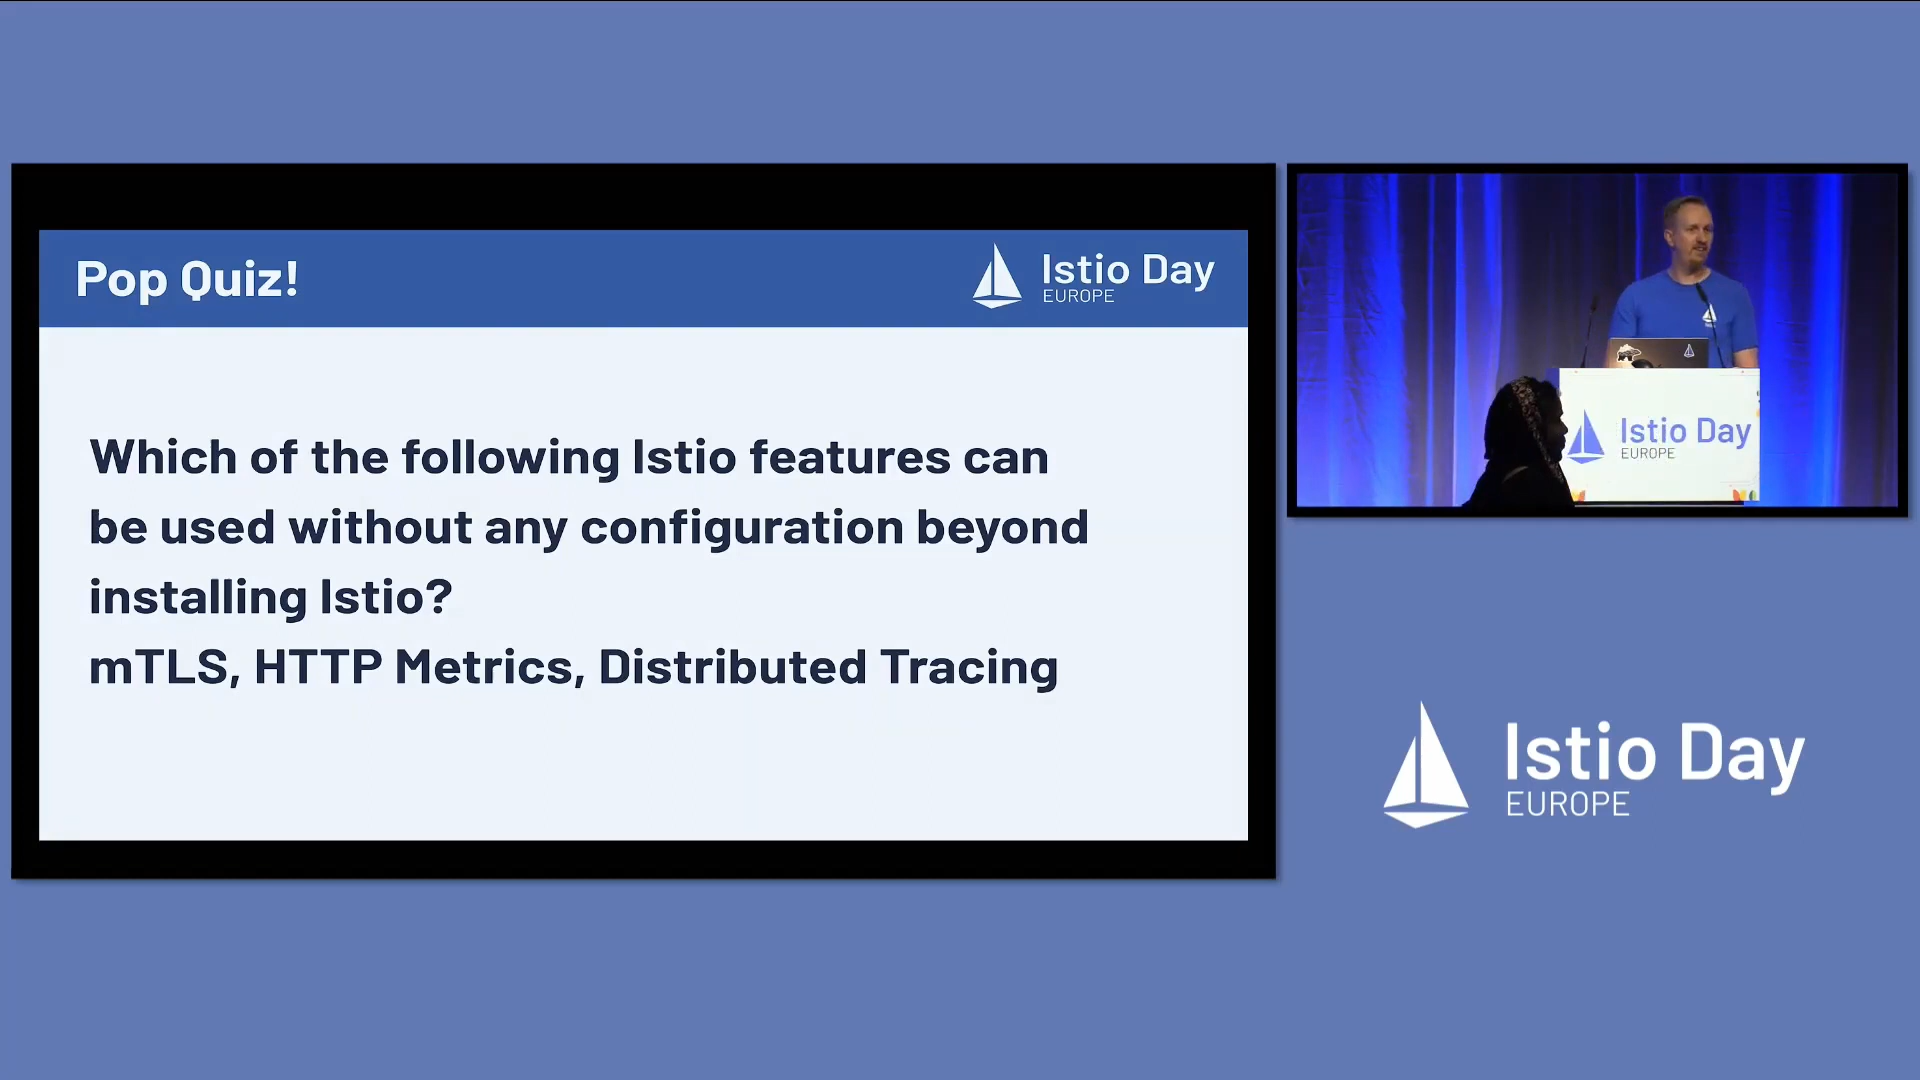 Pop Quiz!
Istio Day
EUROPE
Which of the following Istio features can
be used without any configuration beyond
installing Istio?
mTLS, HTTP Metrics, Distributed Tracing
Istio Day
EUROPE
Istio Day
EUROPE